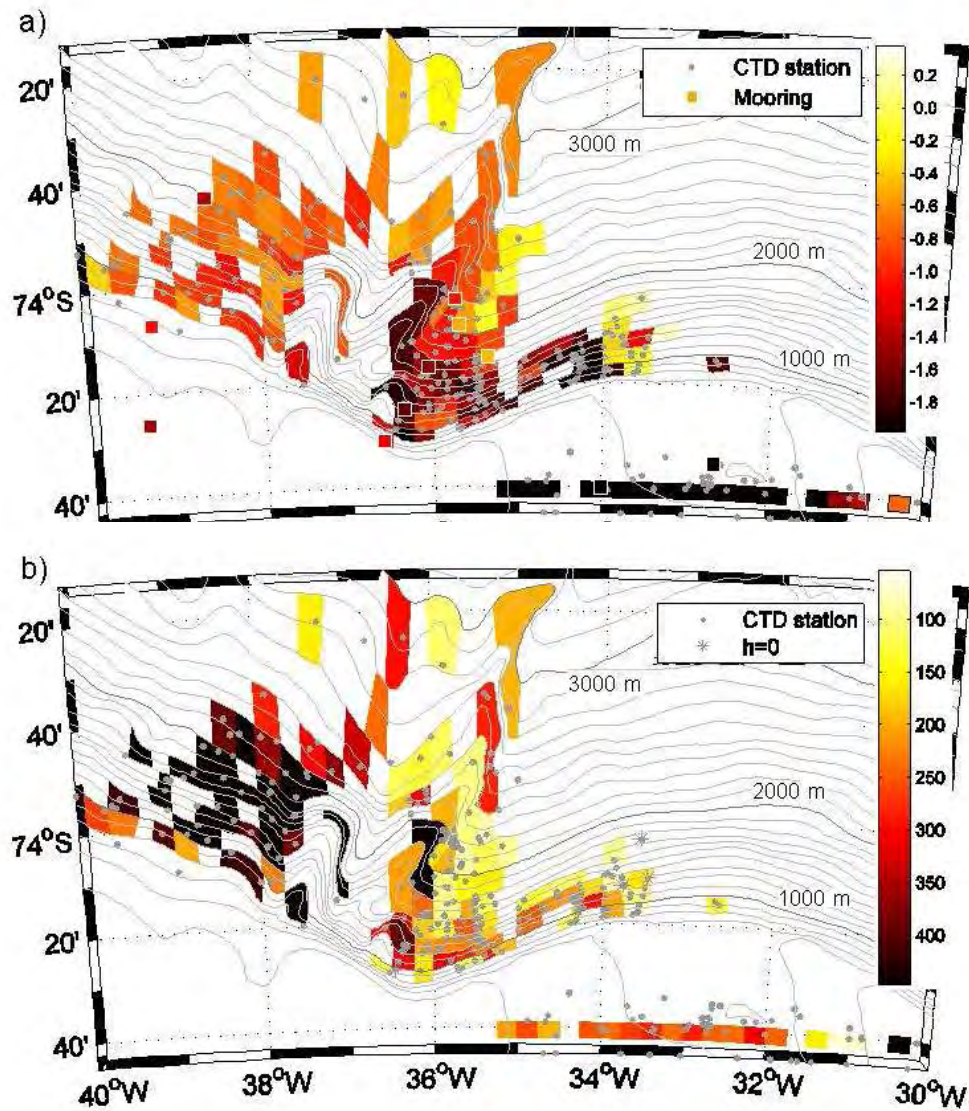 a)
20'
40'
74°S
20'
40'
CTD station
Mooring
3000 m
2000 m
1000 m
0.2
0.0
-0.2
-0.4
-0.6
-0.8
-1.0
-1.2
-1.4
-1.6
-1.8
b)
20'
40'
74°S
20'
40'
CTD station
h=0
3000 m
2000 m
1000 m
100
150
200
250
300
350
400
40°W
38°W
36°W
34°W
32°W
30°W